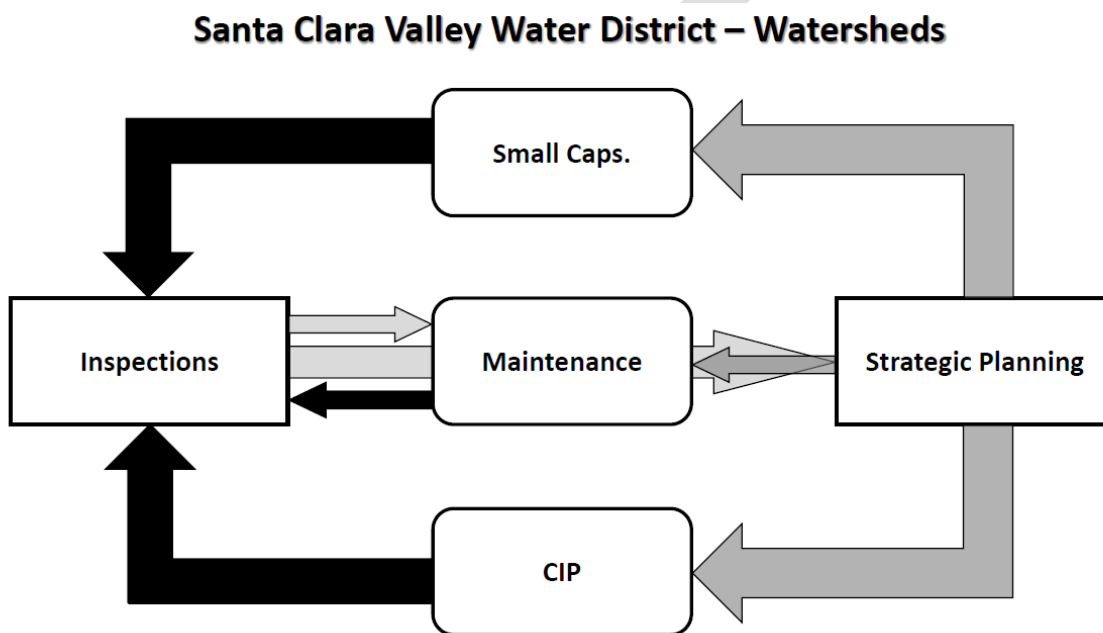 Santa Clara Valley Water District – Watersheds
Small Caps.
Inspections
Maintenance
Strategic Planning
CIP